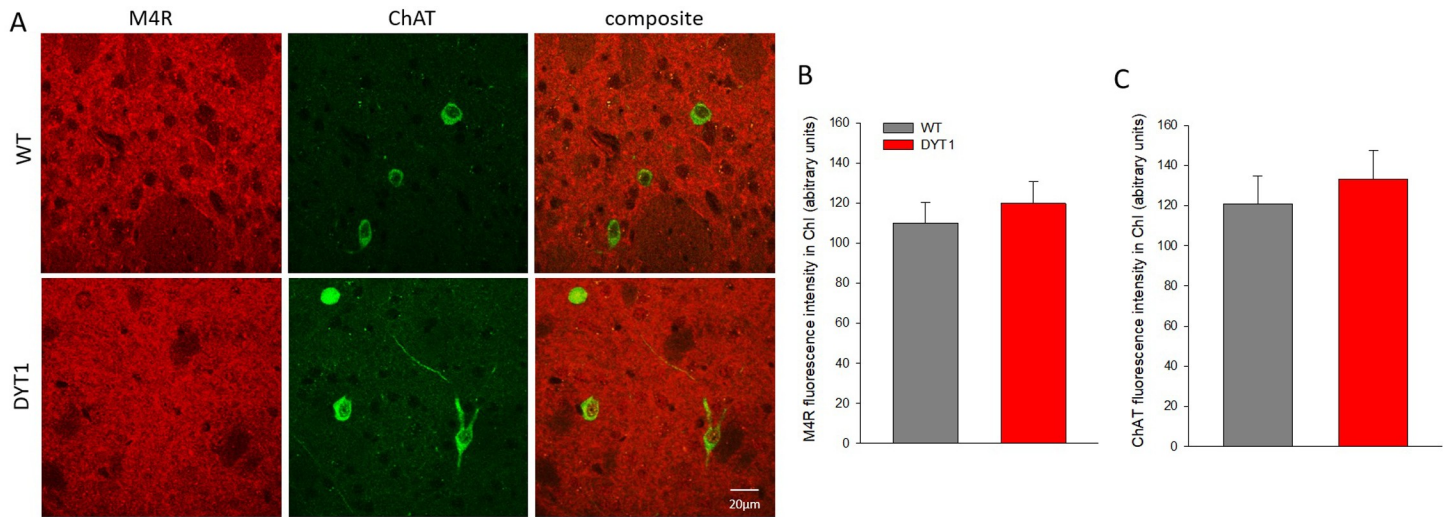 A
M4R
ChAT
composite
WT
DYT1
20µm
B
M4R fluorescence intensity in ChI (abitrary units)
160
140
120
100
80
60
40
20
0
WT
DYT1
C
ChAT fluorescence intensity in ChI (abitrary units)
160
140
120
100
80
60
40
20
0